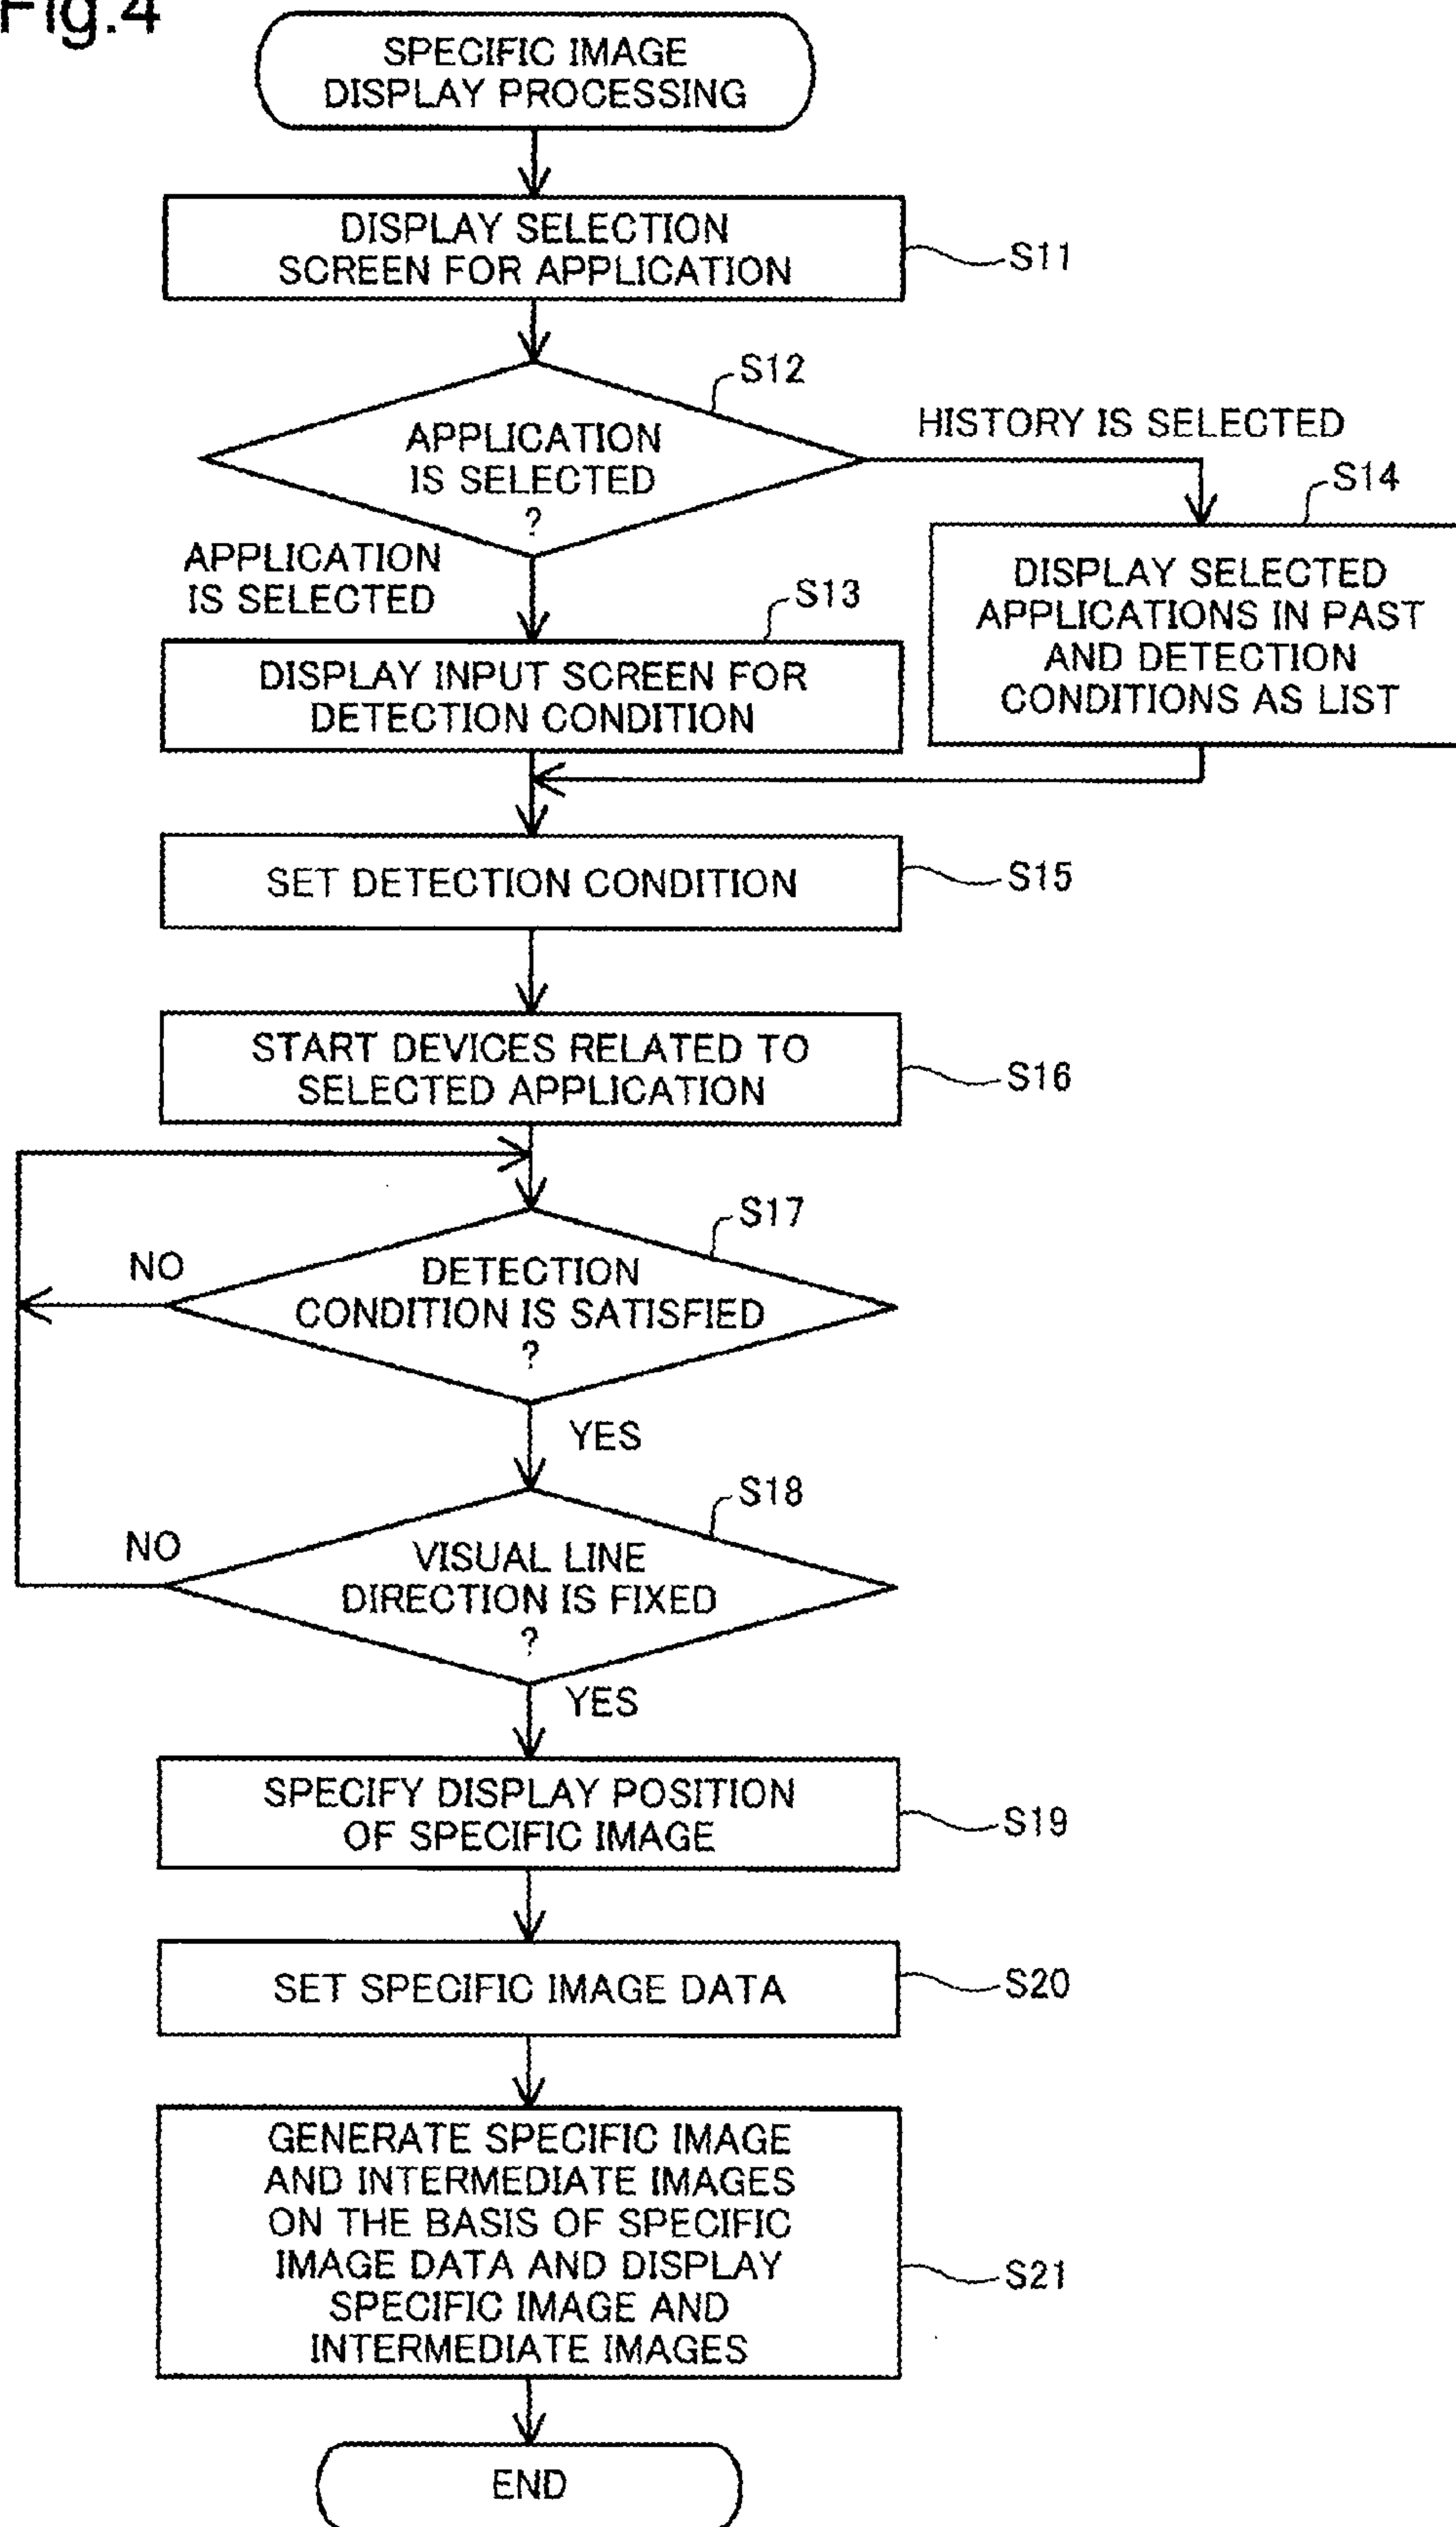 Fig.4
SPECIFIC IMAGE
DISPLAY PROCESSING
DISPLAY SELECTION
SCREEN FOR APPLICATION
S11
S12
APPLICATION
IS SELECTED
?
HISTORY IS SELECTED
S14
DISPLAY SELECTED
APPLICATIONS IN PAST
AND DETECTION
CONDITIONS AS LIST
APPLICATION
IS SELECTED
S13
DISPLAY INPUT SCREEN FOR
DETECTION CONDITION
SET DETECTION CONDITION
S15
START DEVICES RELATED TO
SELECTED APPLICATION
S16
S17
NO
DETECTION
CONDITION IS SATISFIED
?
YES
S18
NO
VISUAL LINE
DIRECTION IS FIXED
?
YES
SPECIFY DISPLAY POSITION
OF SPECIFIC IMAGE
S19
SET SPECIFIC IMAGE DATA
S20
GENERATE SPECIFIC IMAGE
AND INTERMEDIATE IMAGES
ON THE BASIS OF SPECIFIC
IMAGE DATA AND DISPLAY
SPECIFIC IMAGE AND
INTERMEDIATE IMAGES
S21
END